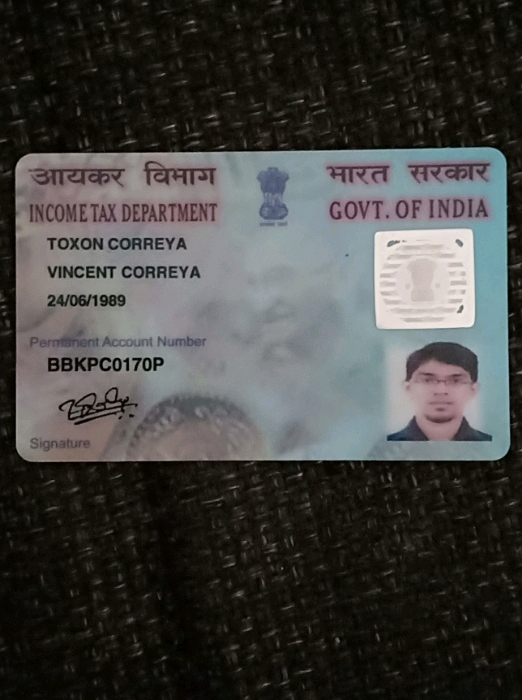 आयकर विभाग
INCOME TAX DEPARTMENT
भारत सरकार
GOVT. OF INDIA
TOXON CORREYA
VINCENT CORREYA
24/06/1989
Permanent Account Number
BBKPC0170P
Signature